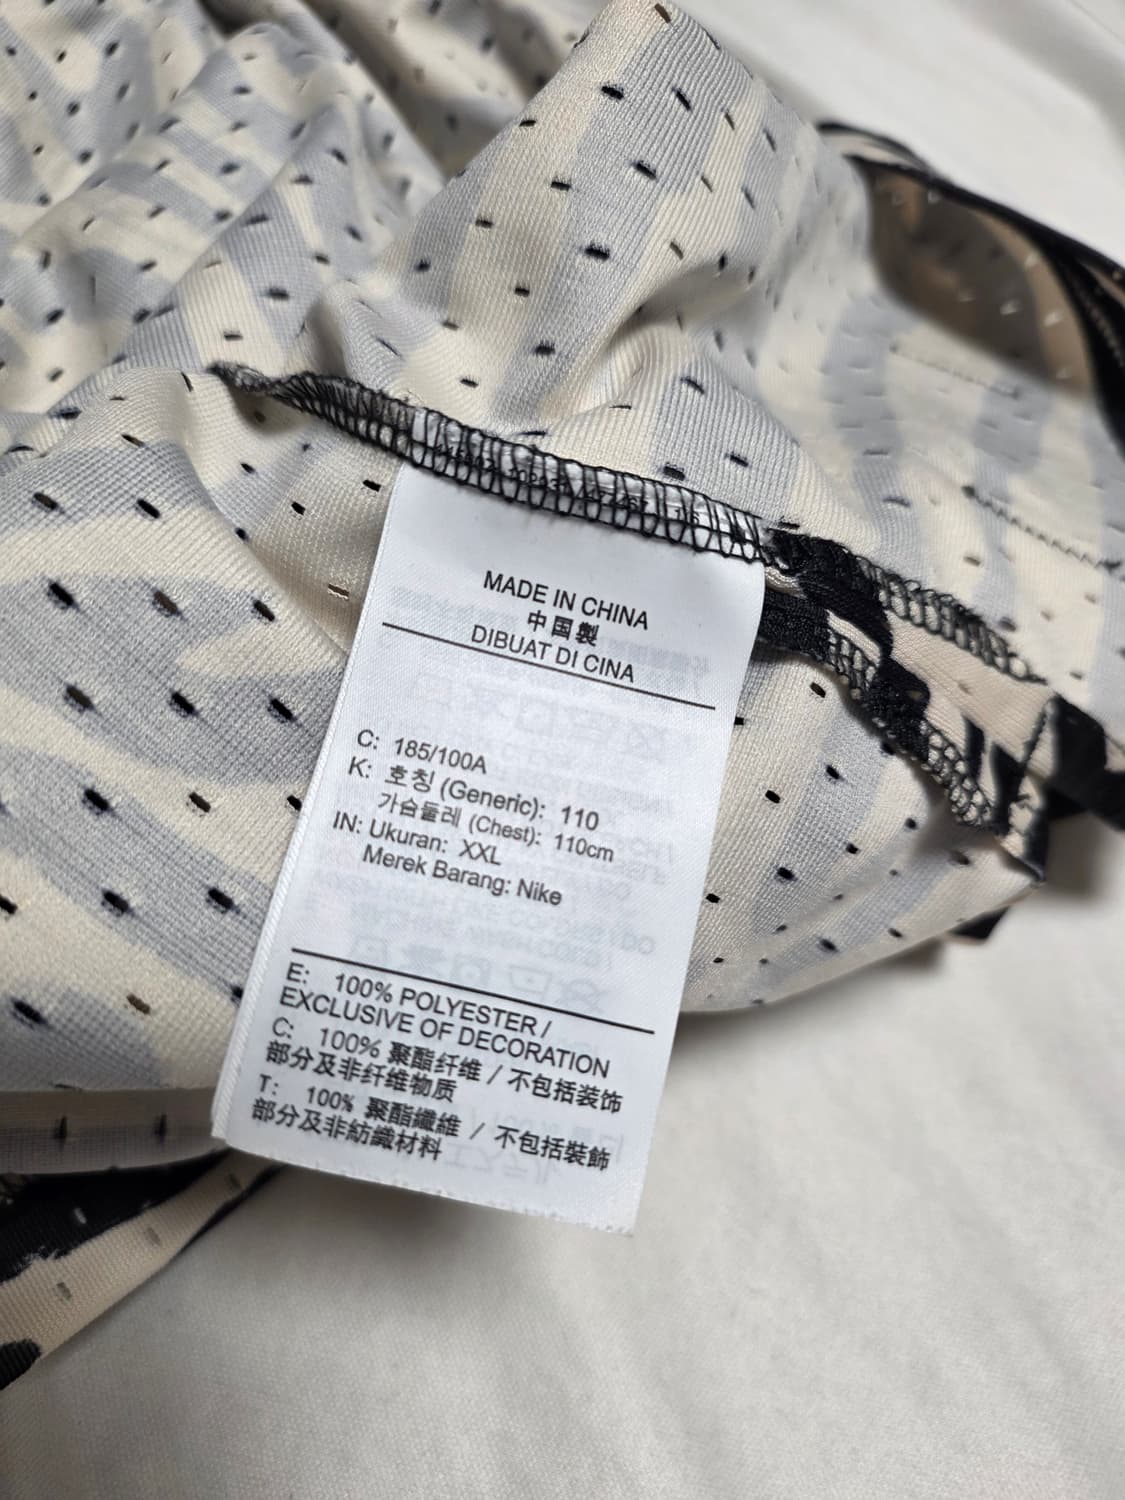 MADE IN CHINA
中国製
DIBUAT DI CINA
C: 185/100A
K: 호칭 (Generic): 110
가슴둘레 (Chest): 110cm
IN: Ukuran: XXL
Merek Barang: Nike
E: 100% POLYESTER /
EXCLUSIVE OF DECORATION
C: 100% 聚酯纤维 / 不包括装饰
部分及非纤维物质
T: 100% 聚酯纖維 / 不包括裝飾
部分及非紡織材料